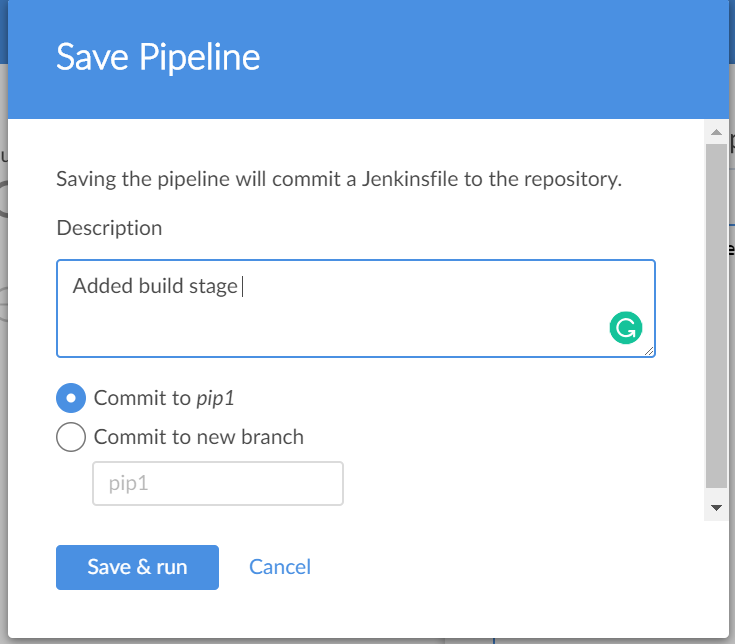 Save Pipeline
Saving the pipeline will commit a Jenkinsfile to the repository.
Description
Added build stage
Commit to pip1
Commit to new branch
pip1
Save & run
Cancel